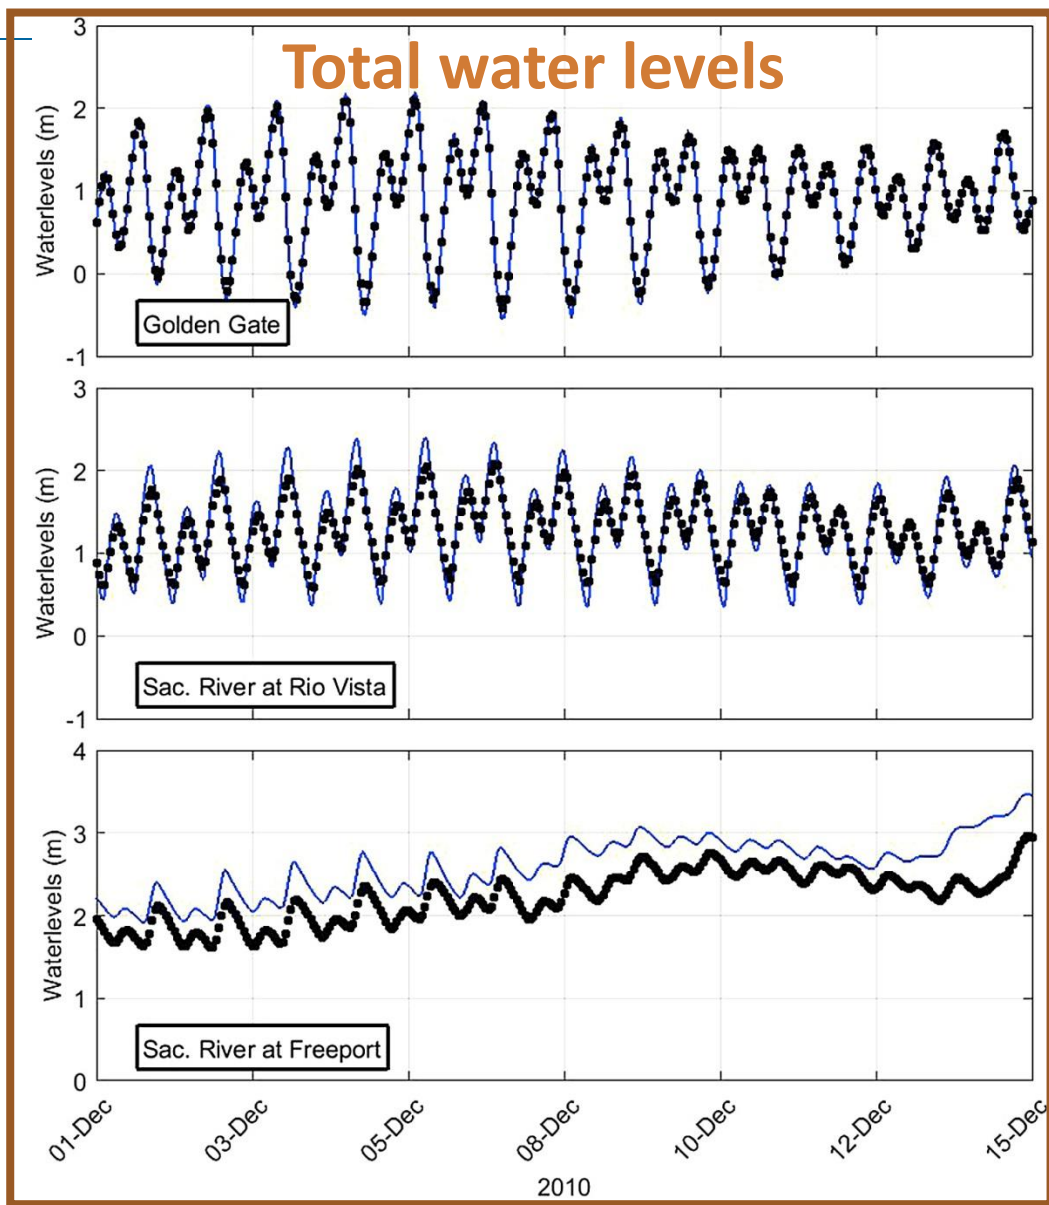 Total water levels
3
2
1
0
-1
Waterlevels (m)
Golden Gate
3
2
1
0
-1
Waterlevels (m)
Sac. River at Rio Vista
4
3
2
1
0
Waterlevels (m)
Sac. River at Freeport
01-Dec
03-Dec
05-Dec
08-Dec
10-Dec
12-Dec
15-Dec
2010